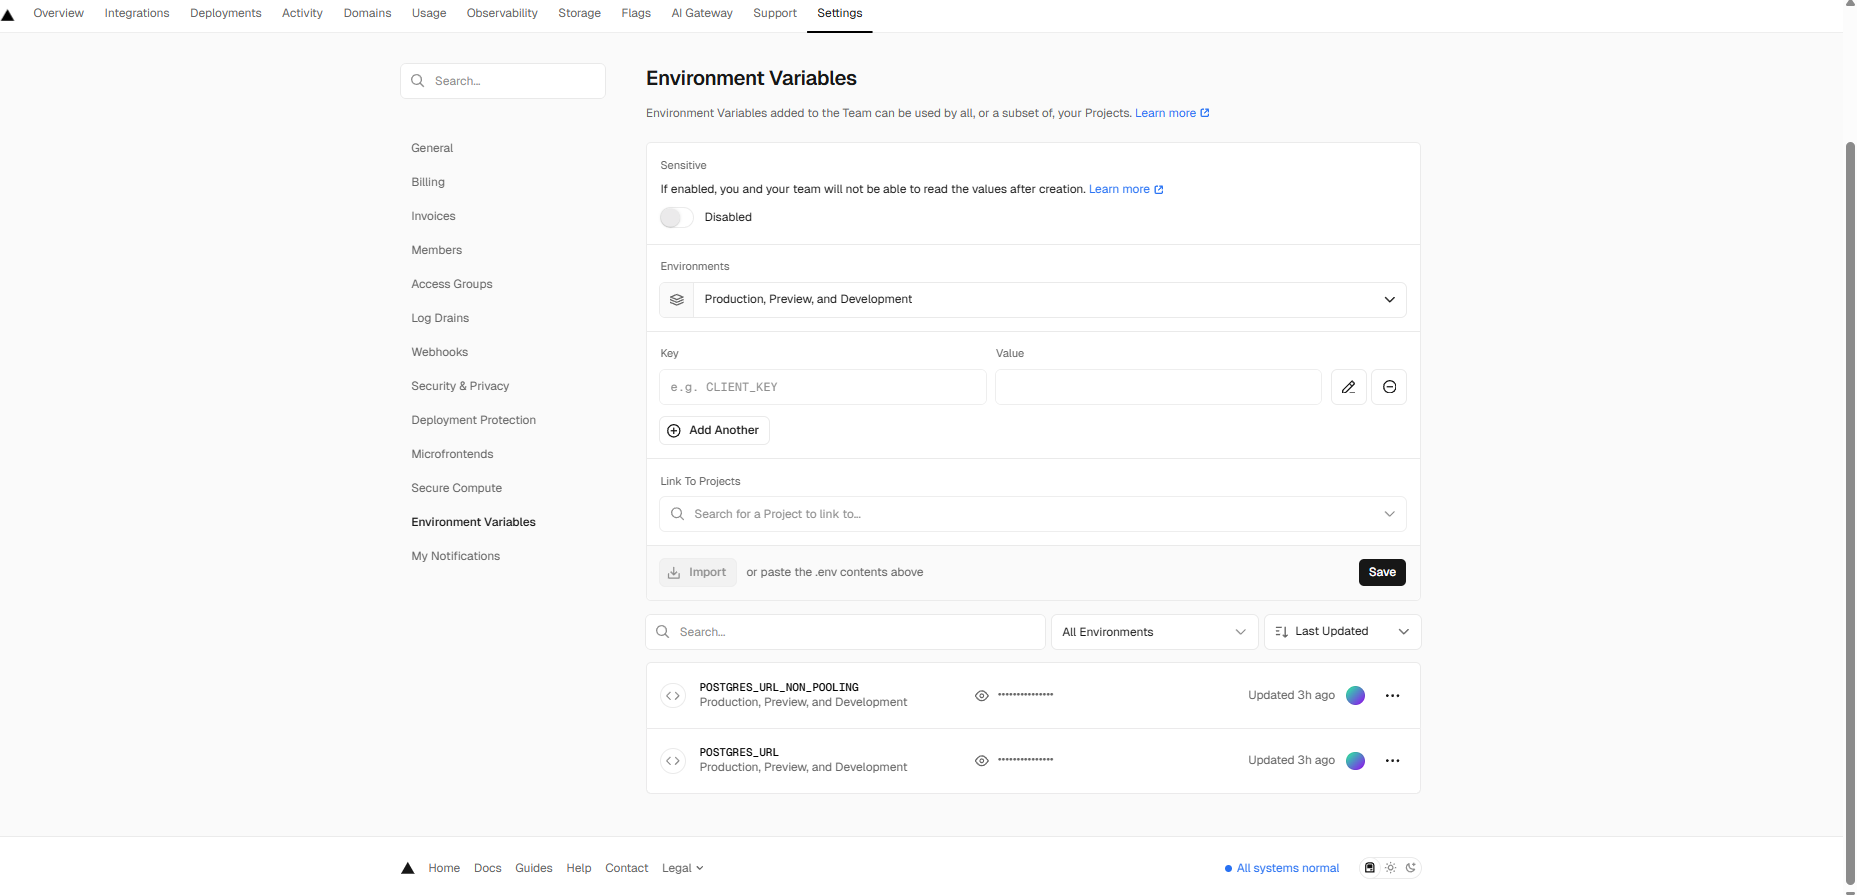 Overview Integrations Deployments Activity Domains Usage Observability Storage Flags AI Gateway Support Settings
Search...
General
Billing
Invoices
Members
Access Groups
Log Drains
Webhooks
Security & Privacy
Deployment Protection
Microfrontends
Secure Compute
Environment Variables
My Notifications
Environment Variables
Environment Variables added to the Team can be used by all, or a subset of, your Projects. Learn more
Sensitive
If enabled, you and your team will not be able to read the values after creation. Learn more
Disabled
Environments
Production, Preview, and Development
Key Value
e.g. CLIENT_KEY
Add Another
Link To Projects
Search for a Project to link to...
Import or paste the .env contents above Save
Search... All Environments Last Updated
POSTGRES_URL_NON_POOLING
Production, Preview, and Development
••••••••••••••• Updated 3h ago
POSTGRES_URL
Production, Preview, and Development
••••••••••••••• Updated 3h ago
Home Docs Guides Help Contact Legal All systems normal